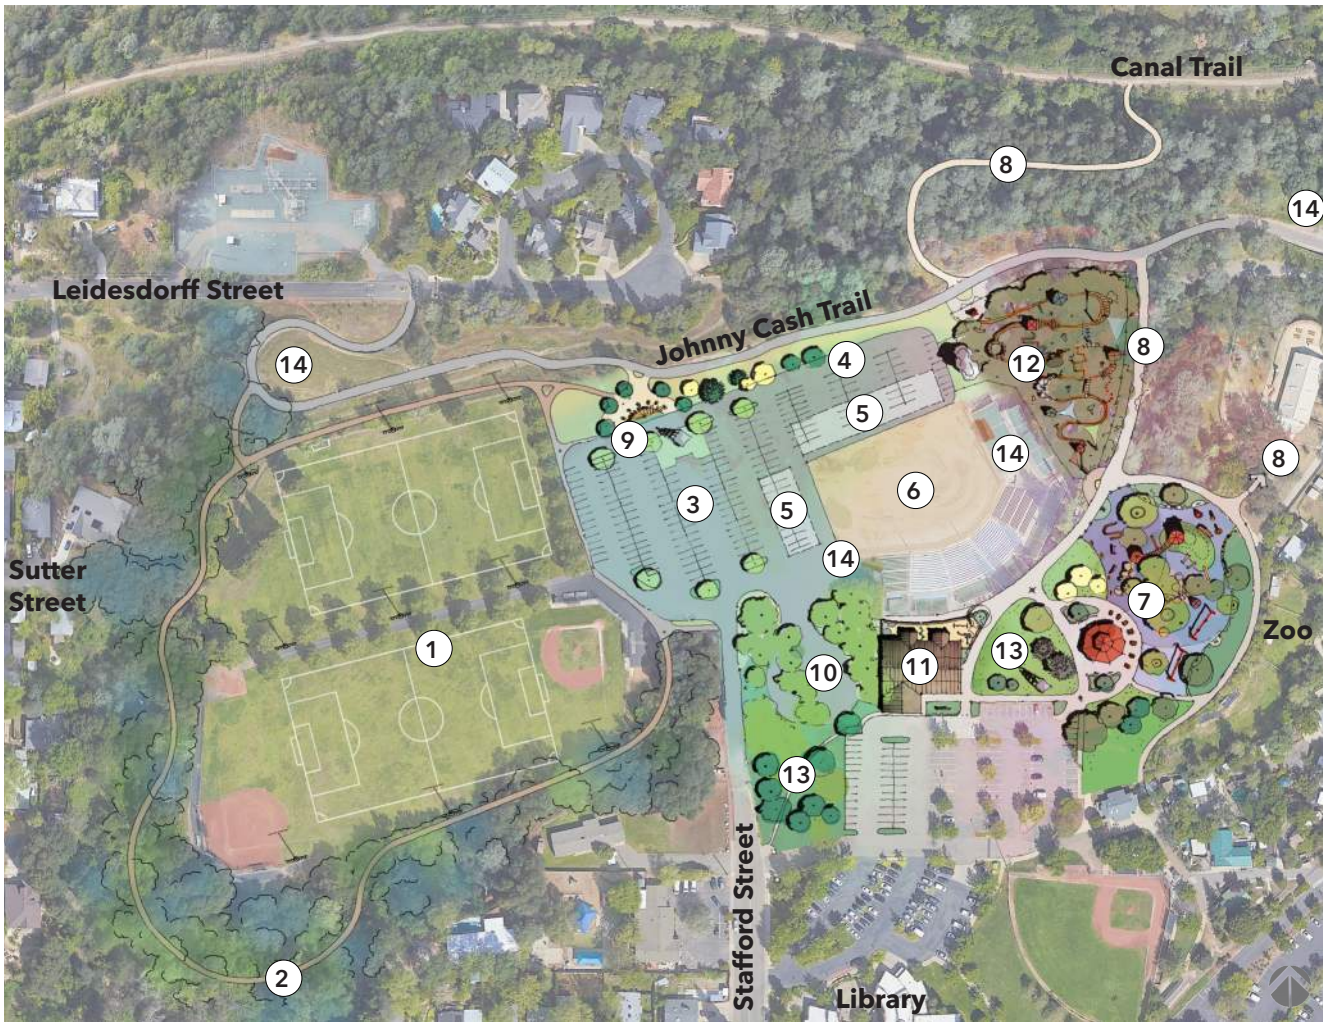 Canal Trail
8
14
Leidesdorff Street
Johnny Cash Trail
14
4
12
8
5
9
14
8
6
3
5
14
Sutter
Street
7
Zoo
1
11
13
10
13
Stafford Street
2
Library